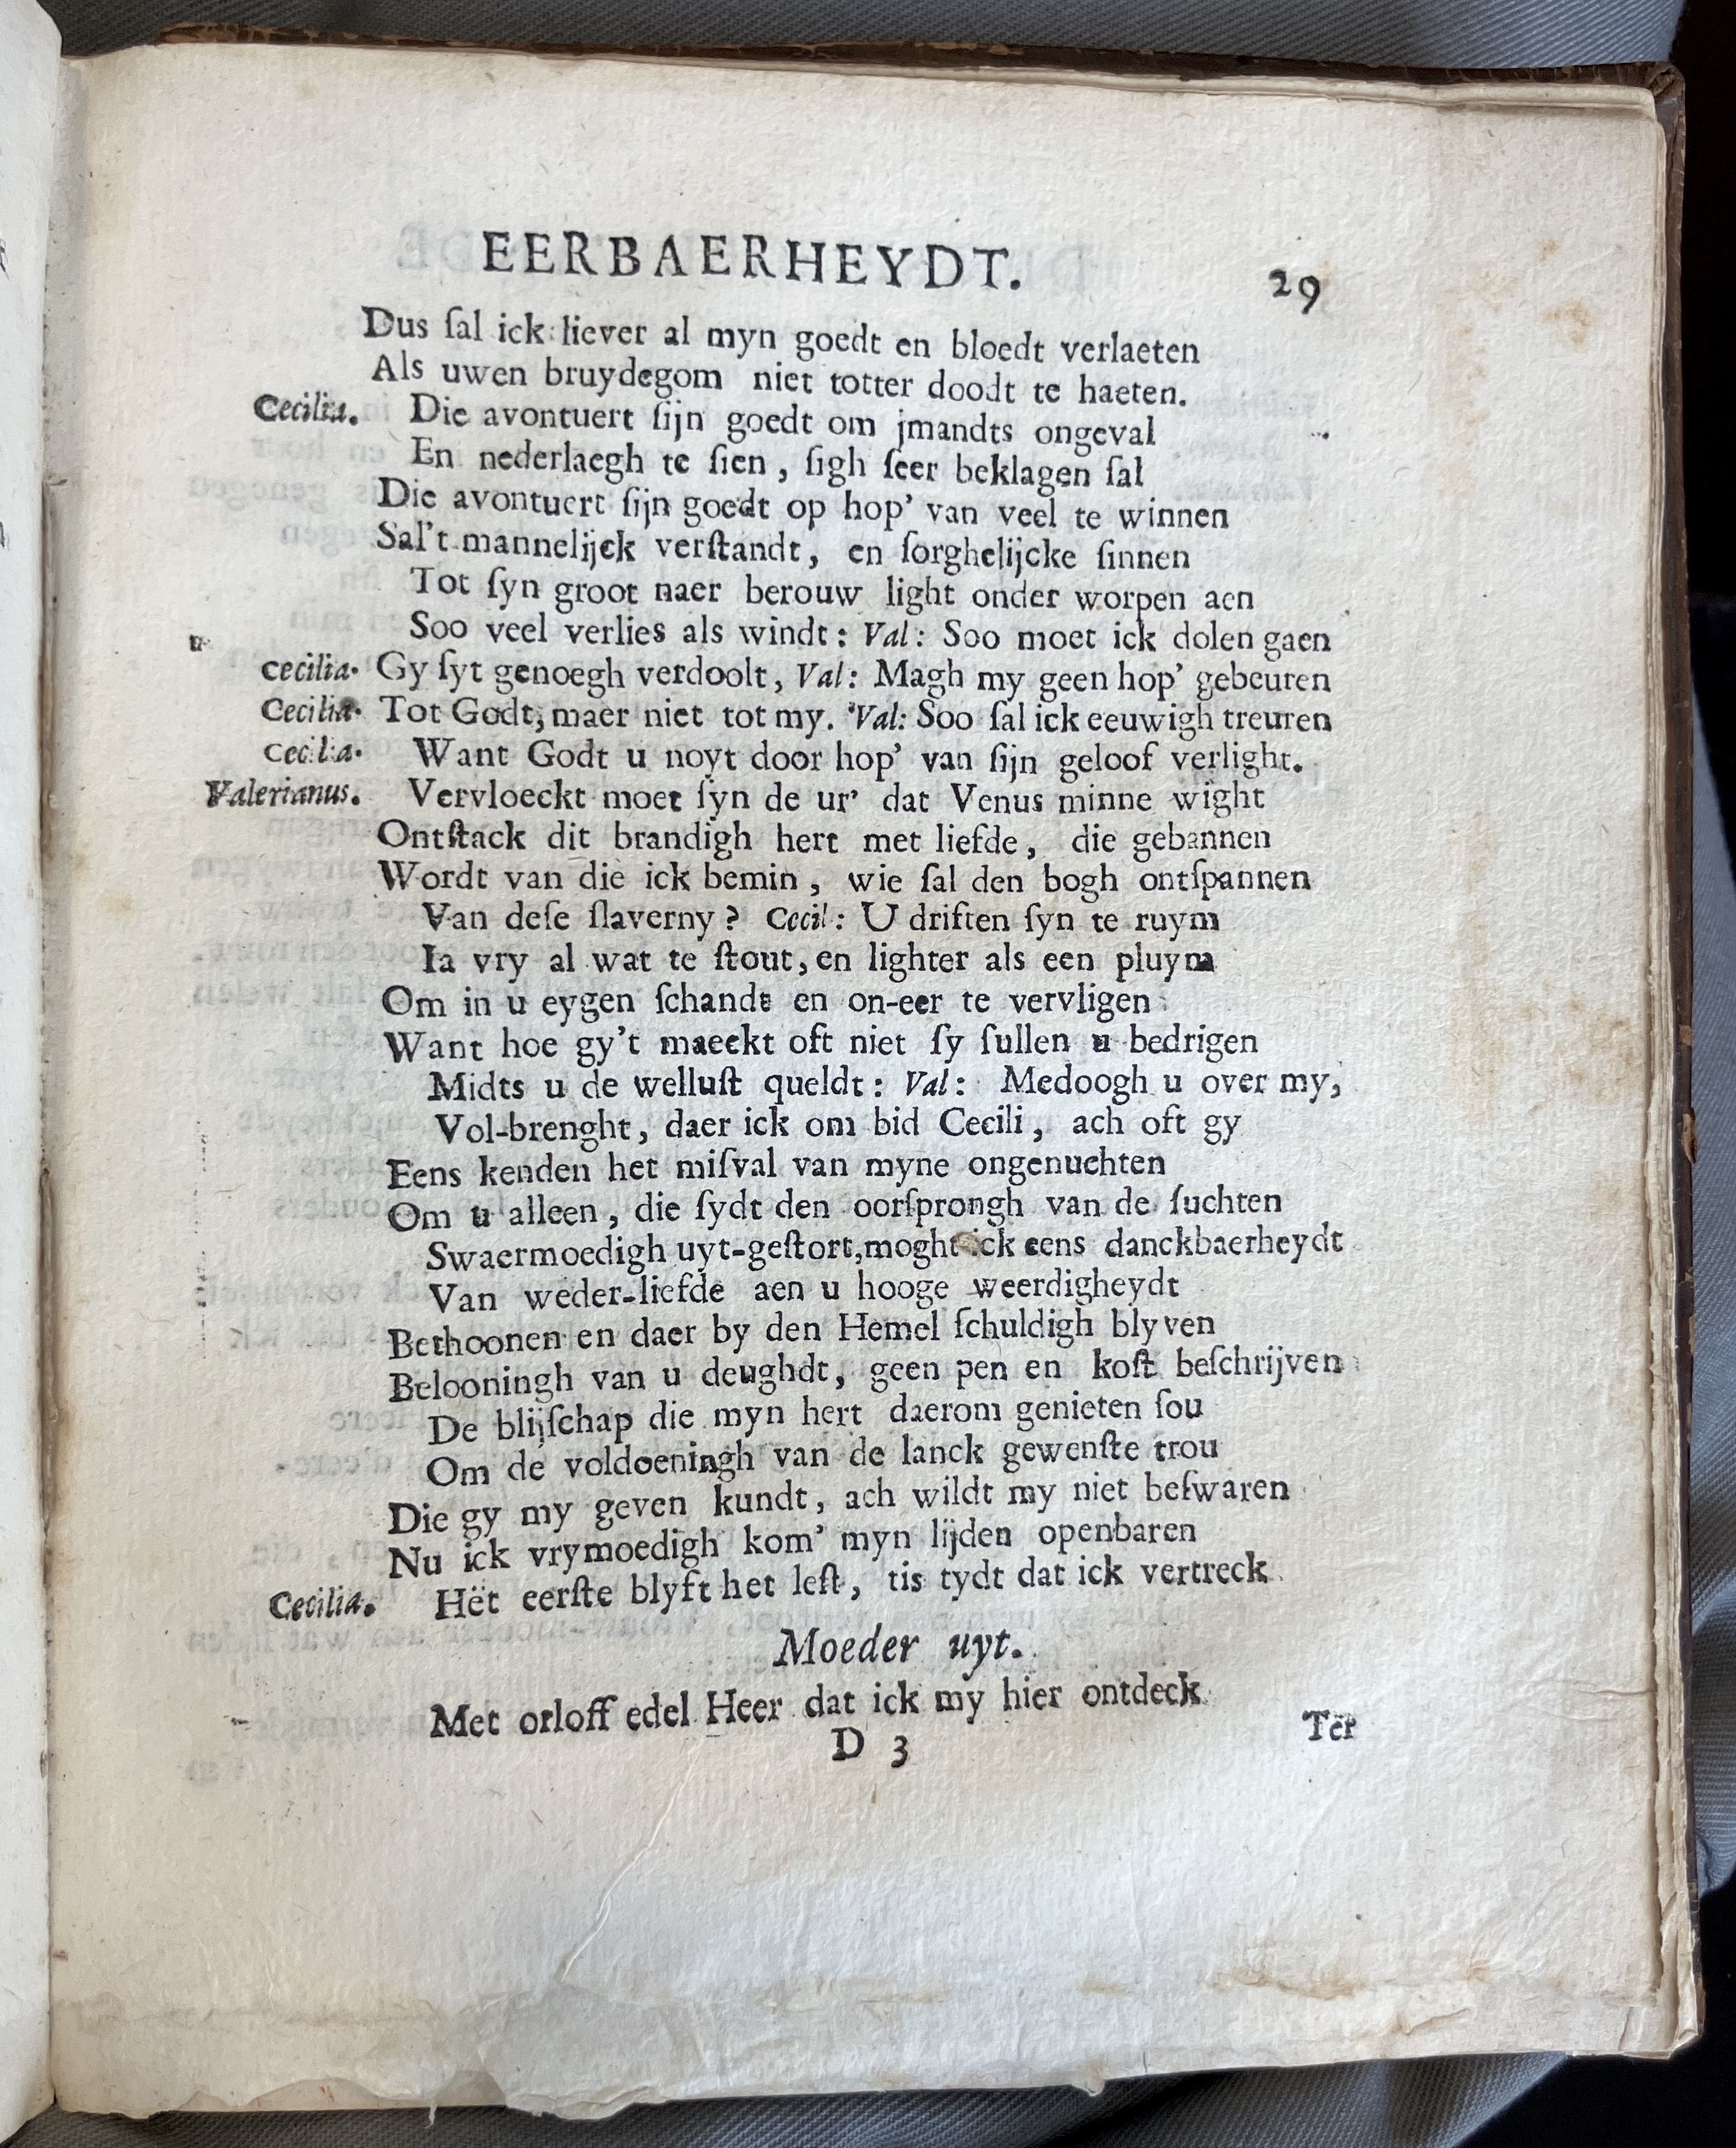 EERBAERHEYDT. 29
Dus ſal ick liever al myn goedt en bloedt verlaeten
Als uwen bruydegom niet totter doodt te haeten.
Cecilia. Die avontuert ſijn goedt om jmandts ongeval
En nederlaegh te ſien, ſigh ſeer beklagen ſal
Die avontuert ſijn goedt op hop' van veel te winnen
Sal't mannelijck verſtandt, en ſorghelijcke ſinnen
Tot ſyn groot naer berouw light onder worpen aen
Soo veel verlies als windt: Val: Soo moet ick dolen gaen
Cecilia. Gy ſyt genoegh verdoolt, Val: Magh my geen hop' gebeuren
Cecilia. Tot Godt, maer niet tot my. Val: Soo ſal ick eeuwigh treuren
Cecilia. Want Godt u noyt door hop' van ſijn geloof verlight.
Valerianus. Vervloeckt moet ſyn de ur' dat Venus minne wight
Ontſtack dit brandigh hert met liefde, die gebannen
Wordt van die ick bemin, wie ſal den bogh ontſpannen
Van deſe ſlaverny? Cecil: U driften ſyn te ruym
Ia vry al wat te ſtout, en lighter als een pluym
Om in u eygen ſchande en on-eer te vervligen
Want hoe gy't maeckt oft niet ſy ſullen u bedrigen
Midts u de welluſt queldt: Val: Medoogh u over my,
Vol-brenght, daer ick om bid Cecili, ach oft gy
Eens kenden het miſval van myne ongenuchten
Om u alleen, die ſydt den oorſprongh van de ſuchten
Swaermoedigh uyt-geſtort, moght ick eens danckbaerheydt
Van weder-liefde aen u hooge weerdigheydt
Bethoonen en daer by den Hemel ſchuldigh blyven
Belooningh van u deughdt, geen pen en koſt beſchrijven
De blijſchap die myn hert daerom genieten ſou
Om de voldoeningh van de lanck gewenſte trou
Die gy my geven kundt, ach wildt my niet beſwaren
Nu ick vrymoedigh kom' myn lijden openbaren
Cecilia. Hët eerſte blyft het leſt, tis tydt dat ick vertreck
Moeder uyt.
Met orloff edel Heer dat ick my hier ontdeck
D 3 Ter